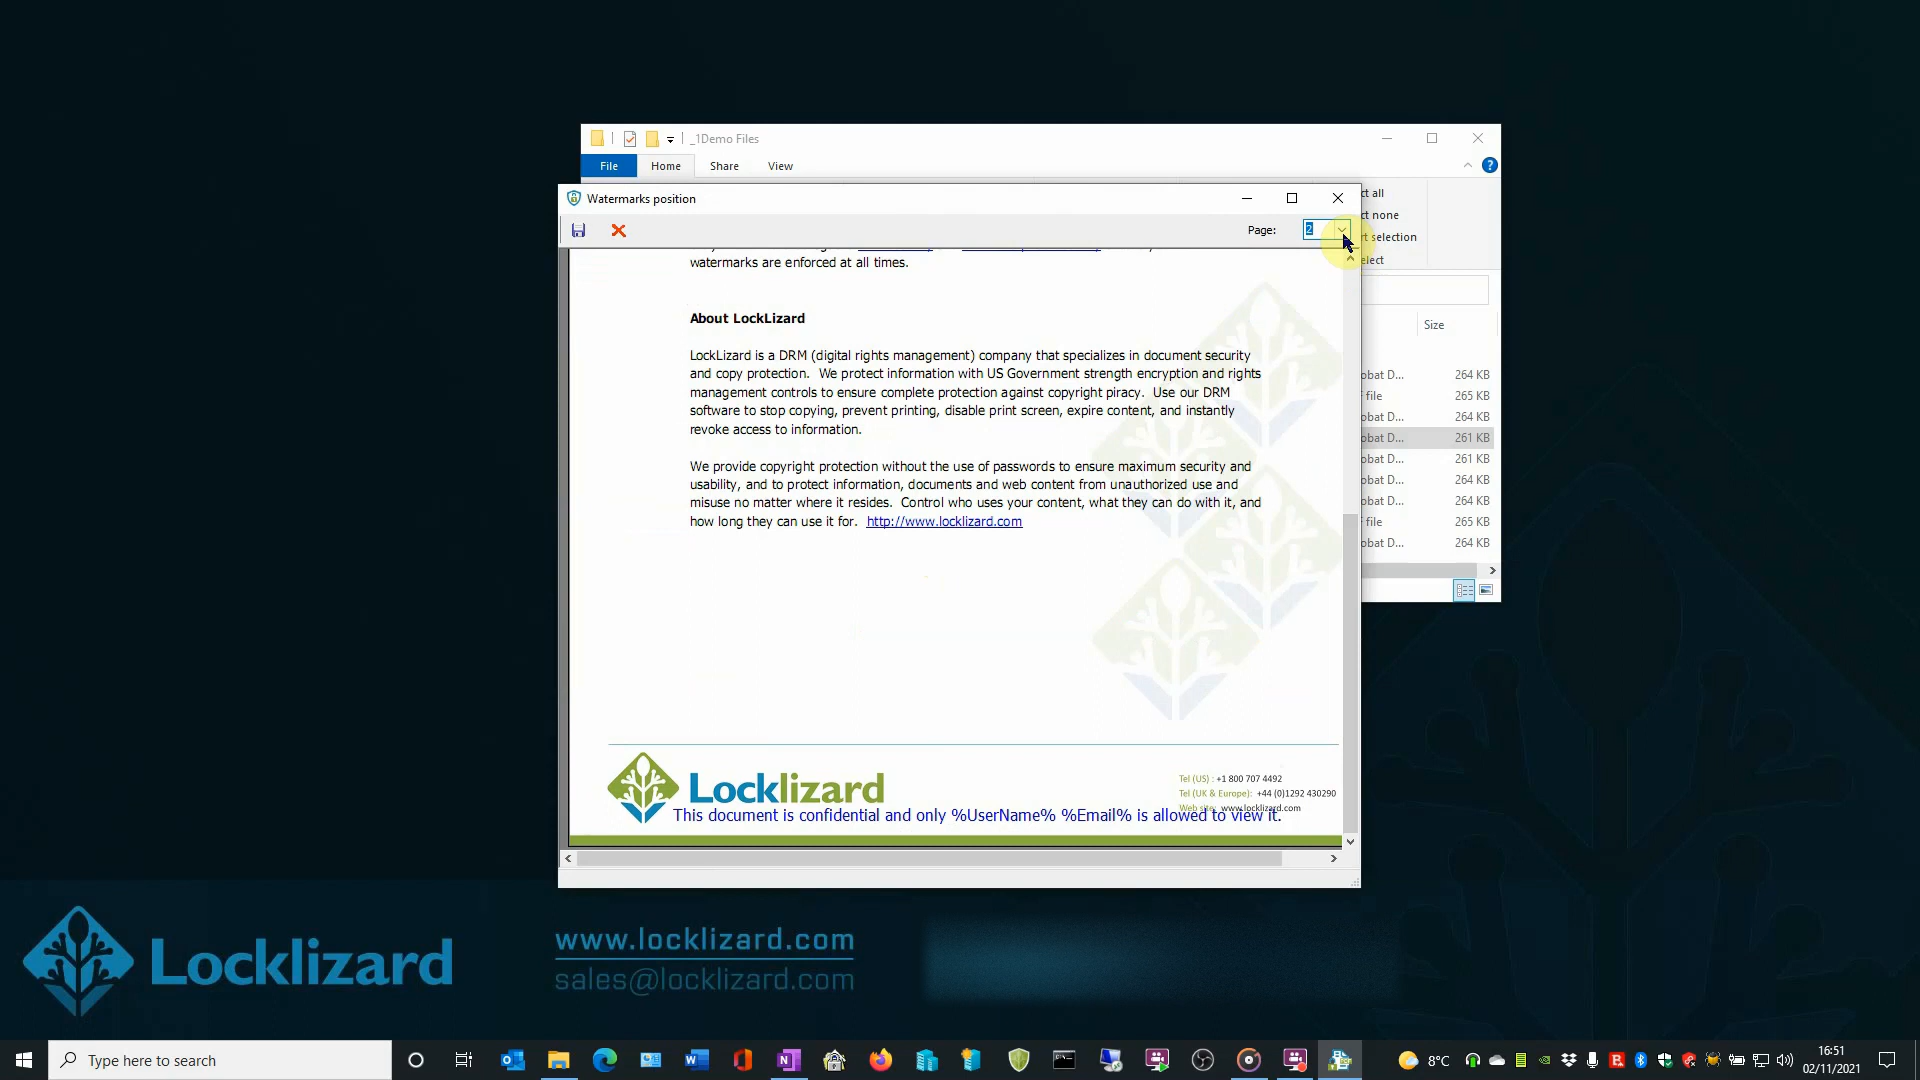 _1Demo Files
File Home Share View
ct all
ct none
rt selection
elect
Size
obat D... 264 KB
file 265 KB
obat D... 264 KB
obat D... 261 KB
obat D... 261 KB
obat D... 264 KB
obat D... 264 KB
file 265 KB
obat D... 264 KB
Watermarks position
Page: 2
watermarks are enforced at all times.
About LockLizard
LockLizard is a DRM (digital rights management) company that specializes in document security
and copy protection. We protect information with US Government strength encryption and rights
management controls to ensure complete protection against copyright piracy. Use our DRM
software to stop copying, prevent printing, disable print screen, expire content, and instantly
revoke access to information.
We provide copyright protection without the use of passwords to ensure maximum security and
usability, and to protect information, documents and web content from unauthorized use and
misuse no matter where it resides. Control who uses your content, what they can do with it, and
how long they can use it for. http://www.locklizard.com
Locklizard
Tel (US) : +1 800 707 4492
Tel (UK & Europe): +44 (0)1292 430290
Web site: www.locklizard.com
This document is confidential and only %UserName% %Email% is allowed to view it.
Locklizard
www.locklizard.com
sales@locklizard.com
Type here to search
8°C
16:51
02/11/2021